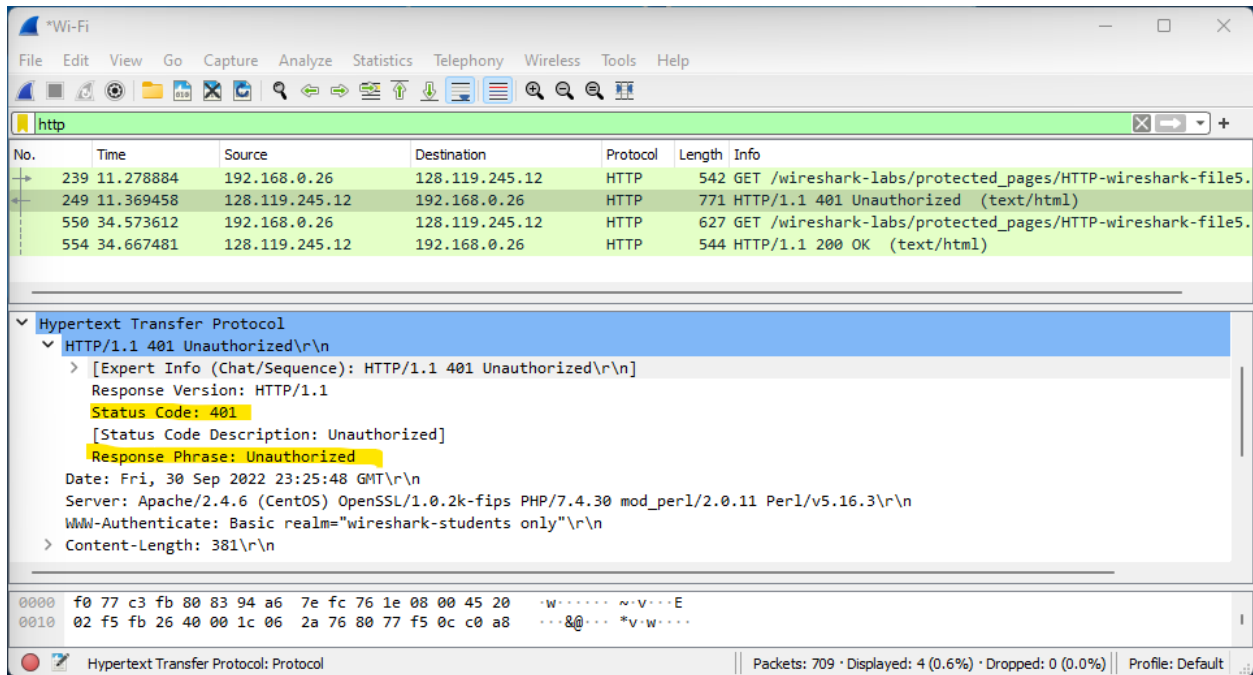 *Wi-Fi
File Edit View Go Capture Analyze Statistics Telephony Wireless Tools Help
http
No. Time Source Destination Protocol Length Info
239 11.278884 192.168.0.26 128.119.245.12 HTTP 542 GET /wireshark-labs/protected_pages/HTTP-wireshark-file5.
249 11.369458 128.119.245.12 192.168.0.26 HTTP 771 HTTP/1.1 401 Unauthorized (text/html)
550 34.573612 192.168.0.26 128.119.245.12 HTTP 627 GET /wireshark-labs/protected_pages/HTTP-wireshark-file5.
554 34.667481 128.119.245.12 192.168.0.26 HTTP 544 HTTP/1.1 200 OK (text/html)
Hypertext Transfer Protocol
HTTP/1.1 401 Unauthorized\r\n
[Expert Info (Chat/Sequence): HTTP/1.1 401 Unauthorized\r\n]
Response Version: HTTP/1.1
Status Code: 401
[Status Code Description: Unauthorized]
Response Phrase: Unauthorized
Date: Fri, 30 Sep 2022 23:25:48 GMT\r\n
Server: Apache/2.4.6 (CentOS) OpenSSL/1.0.2k-fips PHP/7.4.30 mod_perl/2.0.11 Perl/v5.16.3\r\n
WWW-Authenticate: Basic realm="wireshark-students only"\r\n
Content-Length: 381\r\n
0000 f0 77 c3 fb 80 83 94 a6 7e fc 76 1e 08 00 45 20 ·w······ ~·v···E
0010 02 f5 fb 26 40 00 1c 06 2a 76 80 77 f5 0c c0 a8 ···&@··· *v·w····
Hypertext Transfer Protocol: Protocol Packets: 709 · Displayed: 4 (0.6%) · Dropped: 0 (0.0%) Profile: Default